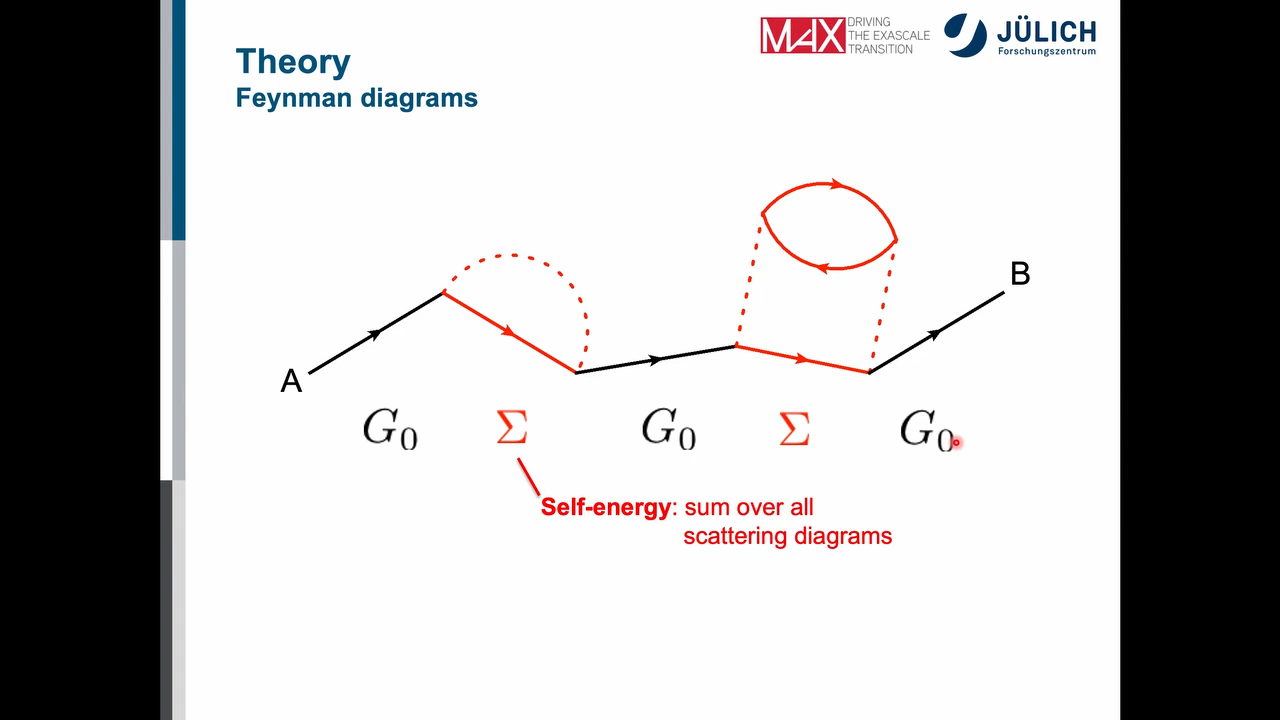 Theory
Feynman diagrams
MAX
DRIVING
THE EXASCALE
TRANSITION
JÜLICH
Forschungszentrum
A
B
G₀ Σ G₀ Σ G₀
Self-energy: sum over all
scattering diagrams